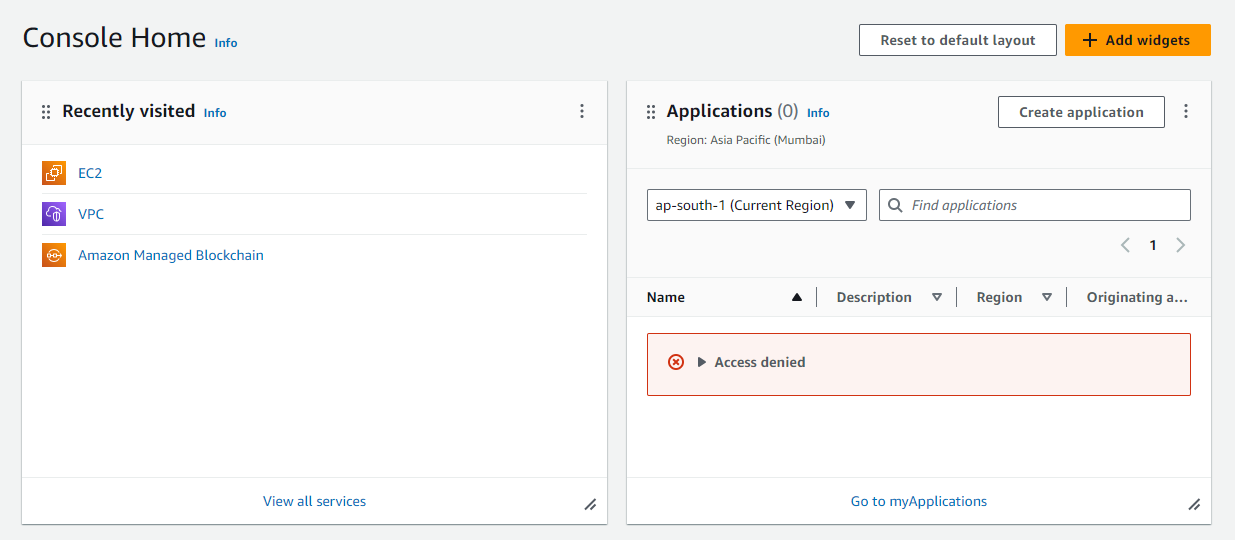 Console Home Info
Reset to default layout
Add widgets
Recently visited Info
EC2
VPC
Amazon Managed Blockchain
View all services
Applications (0) Info
Region: Asia Pacific (Mumbai)
Create application
ap-south-1 (Current Region)
Find applications
1
Name Description Region Originating a...
Access denied
Go to myApplications